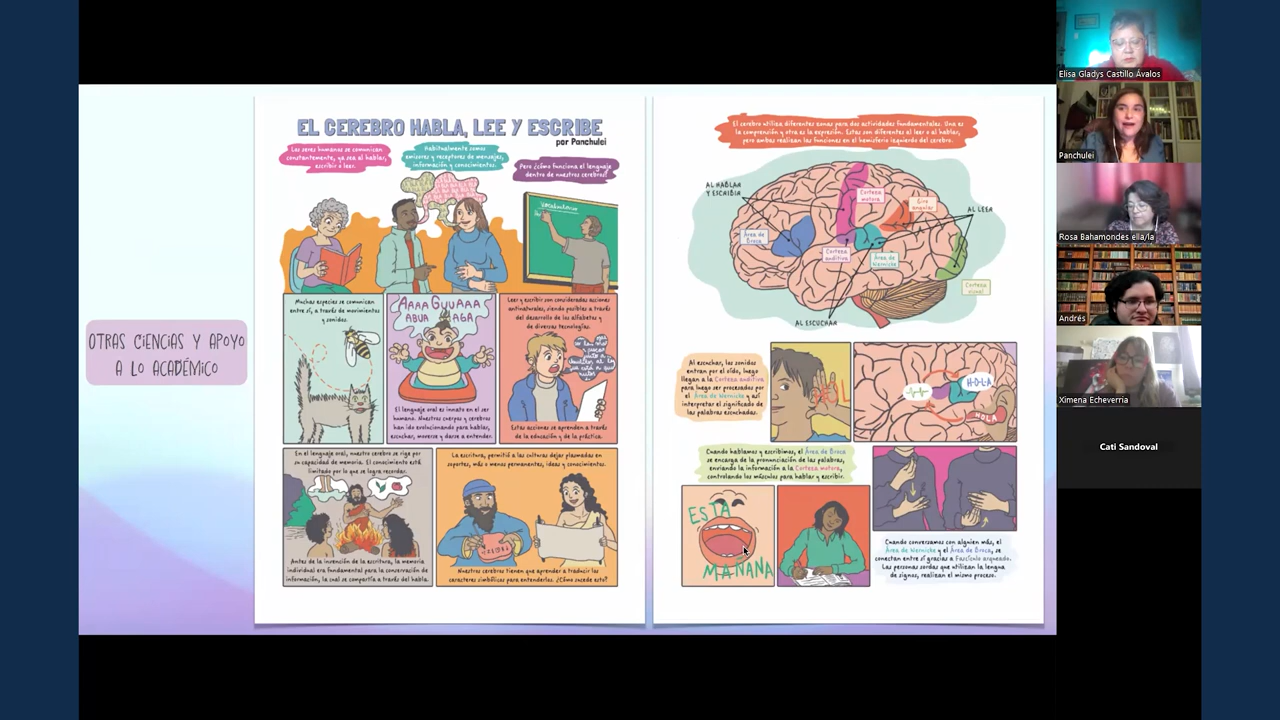 OTRAS CIENCIAS Y APOYO
A LO ACADÉMICO
EL CEREBRO HABLA, LEE Y ESCRIBE
por Panchulei
Los seres humanos se comunican
constantemente, ya sea al hablar,
escribir o leer.
Habitualmente somos
emisores y receptores de mensajes,
información y conocimientos.
Pero ¿cómo funciona el lenguaje
dentro de nuestros cerebros?
Vocabulario
Muchas especies se comunican
entre sí, a través de movimientos
y sonidos.
AAAA GUUAAA
ABUA AGA
El lenguaje oral es innato en el ser
humano. Nuestros cuerpos y cerebros
han ido evolucionando para hablar,
escuchar, moverse y darse a entender.
Leer y escribir son consideradas acciones
antinaturales, siendo posibles a través
del desarrollo de los alfabetos y
de diversas tecnologías.
Estas acciones se aprenden a través de
la educación y de la práctica.
En el lenguaje oral, nuestro cerebro se rige por
su capacidad de memoria. El conocimiento está
limitado por lo que se logra recordar.
Antes de la invención de la escritura, la memoria
individual era fundamental para la conservación de
información, la cual se compartía a través del habla.
La escritura, permitió a las culturas dejar plasmadas en
soportes, más o menos permanentes, ideas y conocimientos.
Nuestros cerebros tienen que aprender a traducir los
caracteres simbólicos para entenderlos. ¿Cómo sucede esto?
El cerebro utiliza diferentes zonas para dos actividades fundamentales. Una es
la comprensión y otra es la expresión. Estas son diferentes al leer o al hablar,
pero ambas realizan las funciones en el hemisferio izquierdo del cerebro.
AL HABLAR
Y ESCRIBIR
Corteza
motora
Giro
angular
AL LEER
Área de
Broca
Corteza
auditiva
Área de
Wernicke
Corteza
visual
AL ESCUCHAR
Al escuchar, los sonidos
entran por el oído, luego
llegan a la Corteza auditiva
para luego ser procesados por
el Área de Wernicke y así
interpretar el significado de
las palabras escuchadas.
HOL
H-O-L-A
HOLA
Cuando hablamos y escribimos, el Área de Broca
se encarga de la pronunciación de las palabras,
enviando la información a la Corteza motora,
controlando los músculos para hablar y escribir.
ESTA
MAÑANA
Cuando conversamos con alguien más, el
Área de Wernicke y el Área de Broca, se
conectan entre sí gracias a Fascículo arqueado.
Las personas sordas que utilizan la lengua
de signos, realizan el mismo proceso.
Elisa Gladys Castillo Ávalos
Panchulei
Rosa Bahamondes ella/la
Andrés
Ximena Echeverria
Cati Sandoval